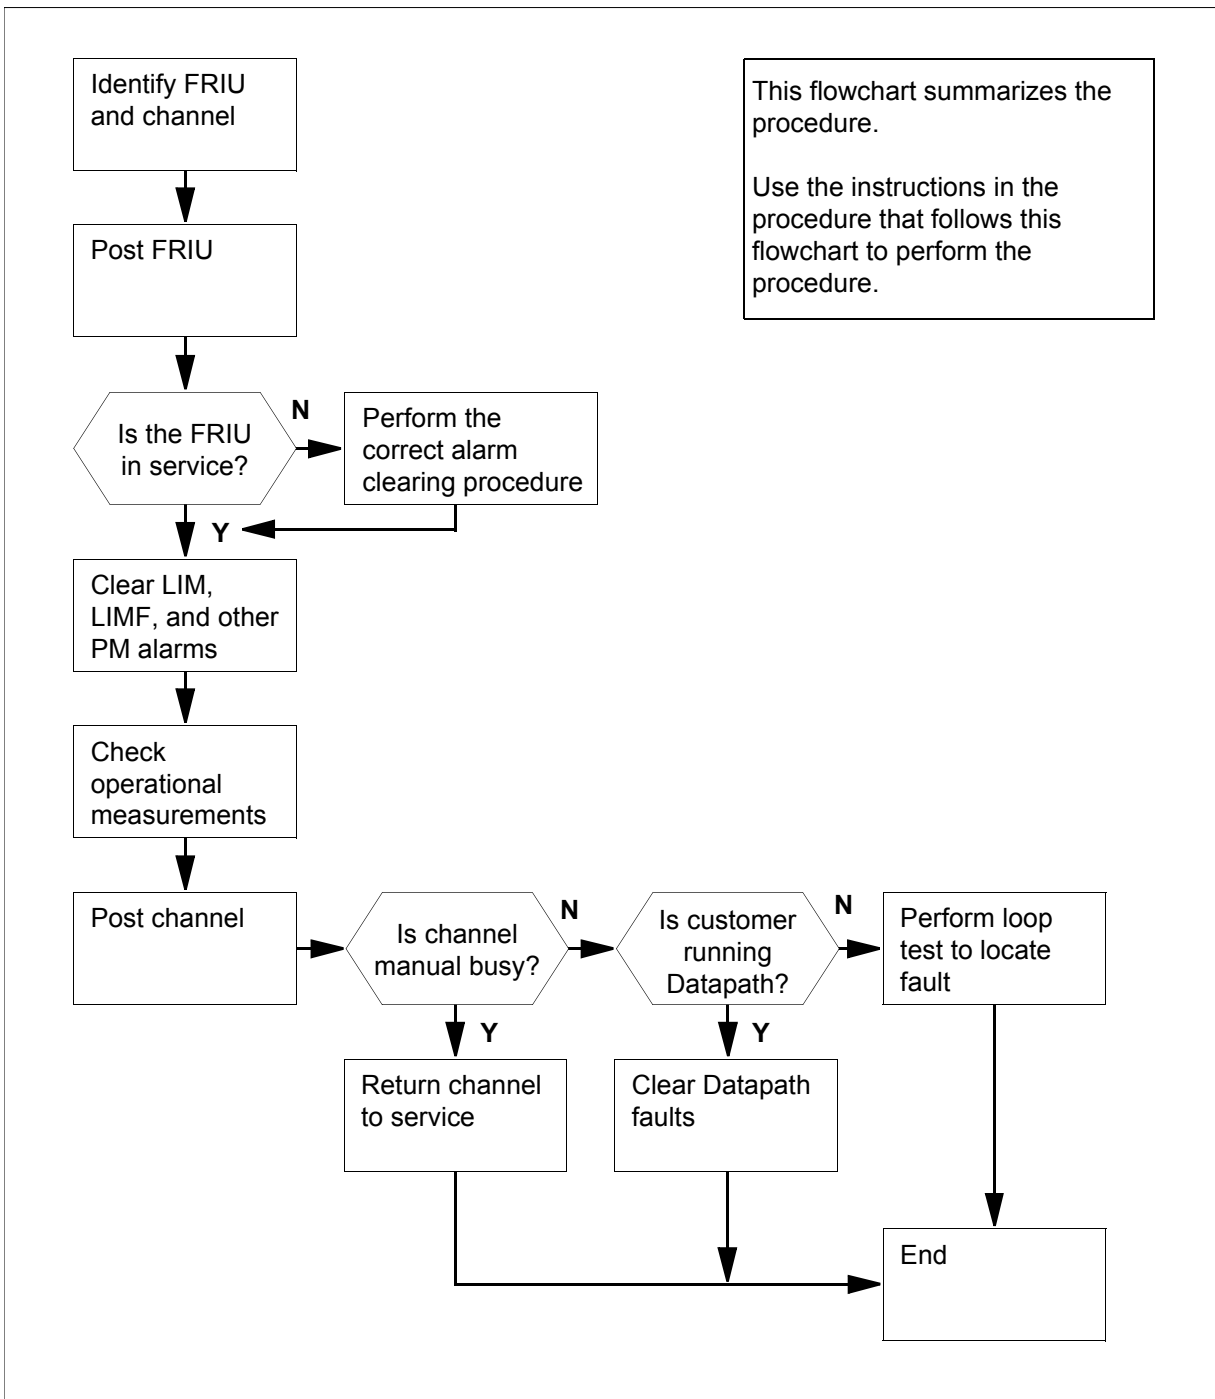 Identify FRIU
and channel
This flowchart summarizes the
procedure.
Use the instructions in the
procedure that follows this
flowchart to perform the
procedure.
Post FRIU
Is the FRIU
in service?
N
Perform the
correct alarm
clearing procedure
Y
Clear LIM,
LIMF, and other
PM alarms
Check
operational
measurements
Post channel
Is channel
manual busy?
N
Is customer
running
Datapath?
N
Perform loop
test to locate
fault
Y
Return channel
to service
Y
Clear Datapath
faults
End